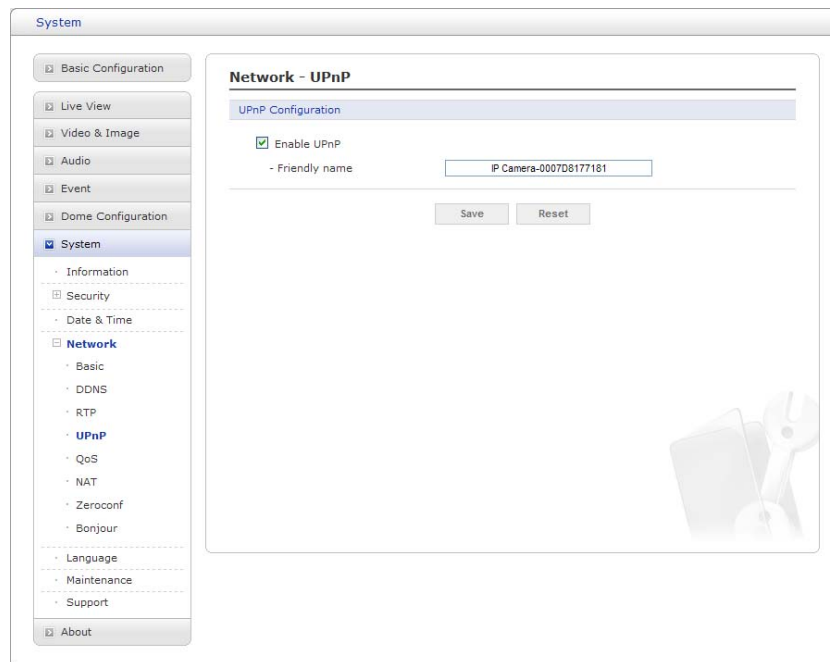 System
Basic Configuration
Live View
Video & Image
Audio
Event
Dome Configuration
System
Information
Security
Date & Time
Network
Basic
DDNS
RTP
UPnP
QoS
NAT
Zeroconf
Bonjour
Language
Maintenance
Support
About
Network - UPnP
UPnP Configuration
Enable UPnP
- Friendly name IP Camera-0007D8177181
Save Reset